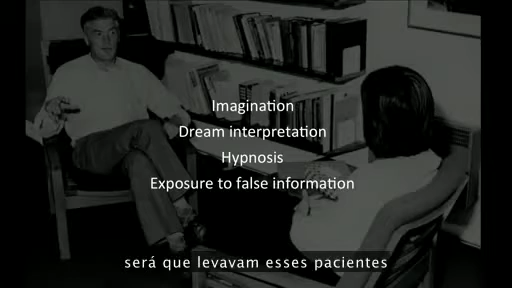 Imagination
Dream interpretation
Hypnosis
Exposure to false information
será que levavam esses pacientes